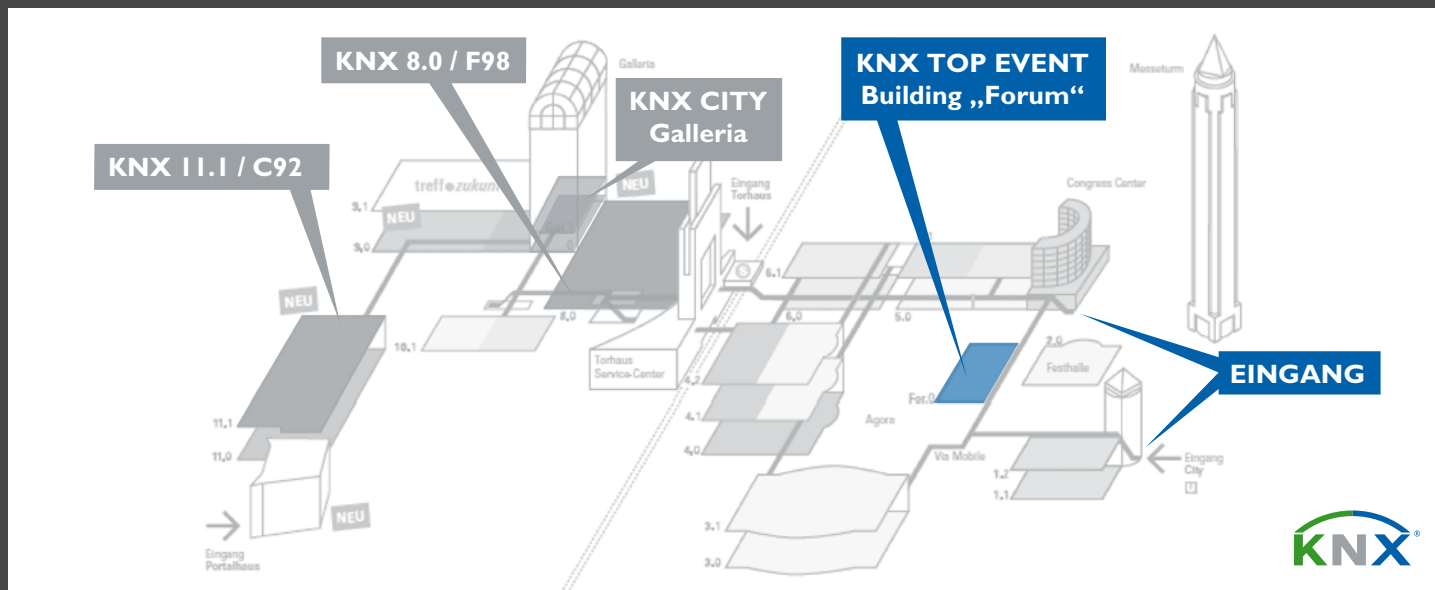 KNX 8.0 / F98
KNX CITY
Galleria
KNX TOP EVENT
Building „Forum“
KNX 11.1 / C92
EINGANG
Galleria
Messeturm
treff
zukun
NEU
NEU
NEU
NEU
Eingang
Torhaus
S
Congress Center
9.1
9.0
0
8.0
10.1
11.1
11.0
Torhaus
Service-Center
6.1
6.0
5.0
4.2
4.1
4.0
For.0
Agora
2.0
Festhalle
Via Mobile
1.2
1.1
Eingang
City
3.1
3.0
Eingang
Portalhaus
KNX®